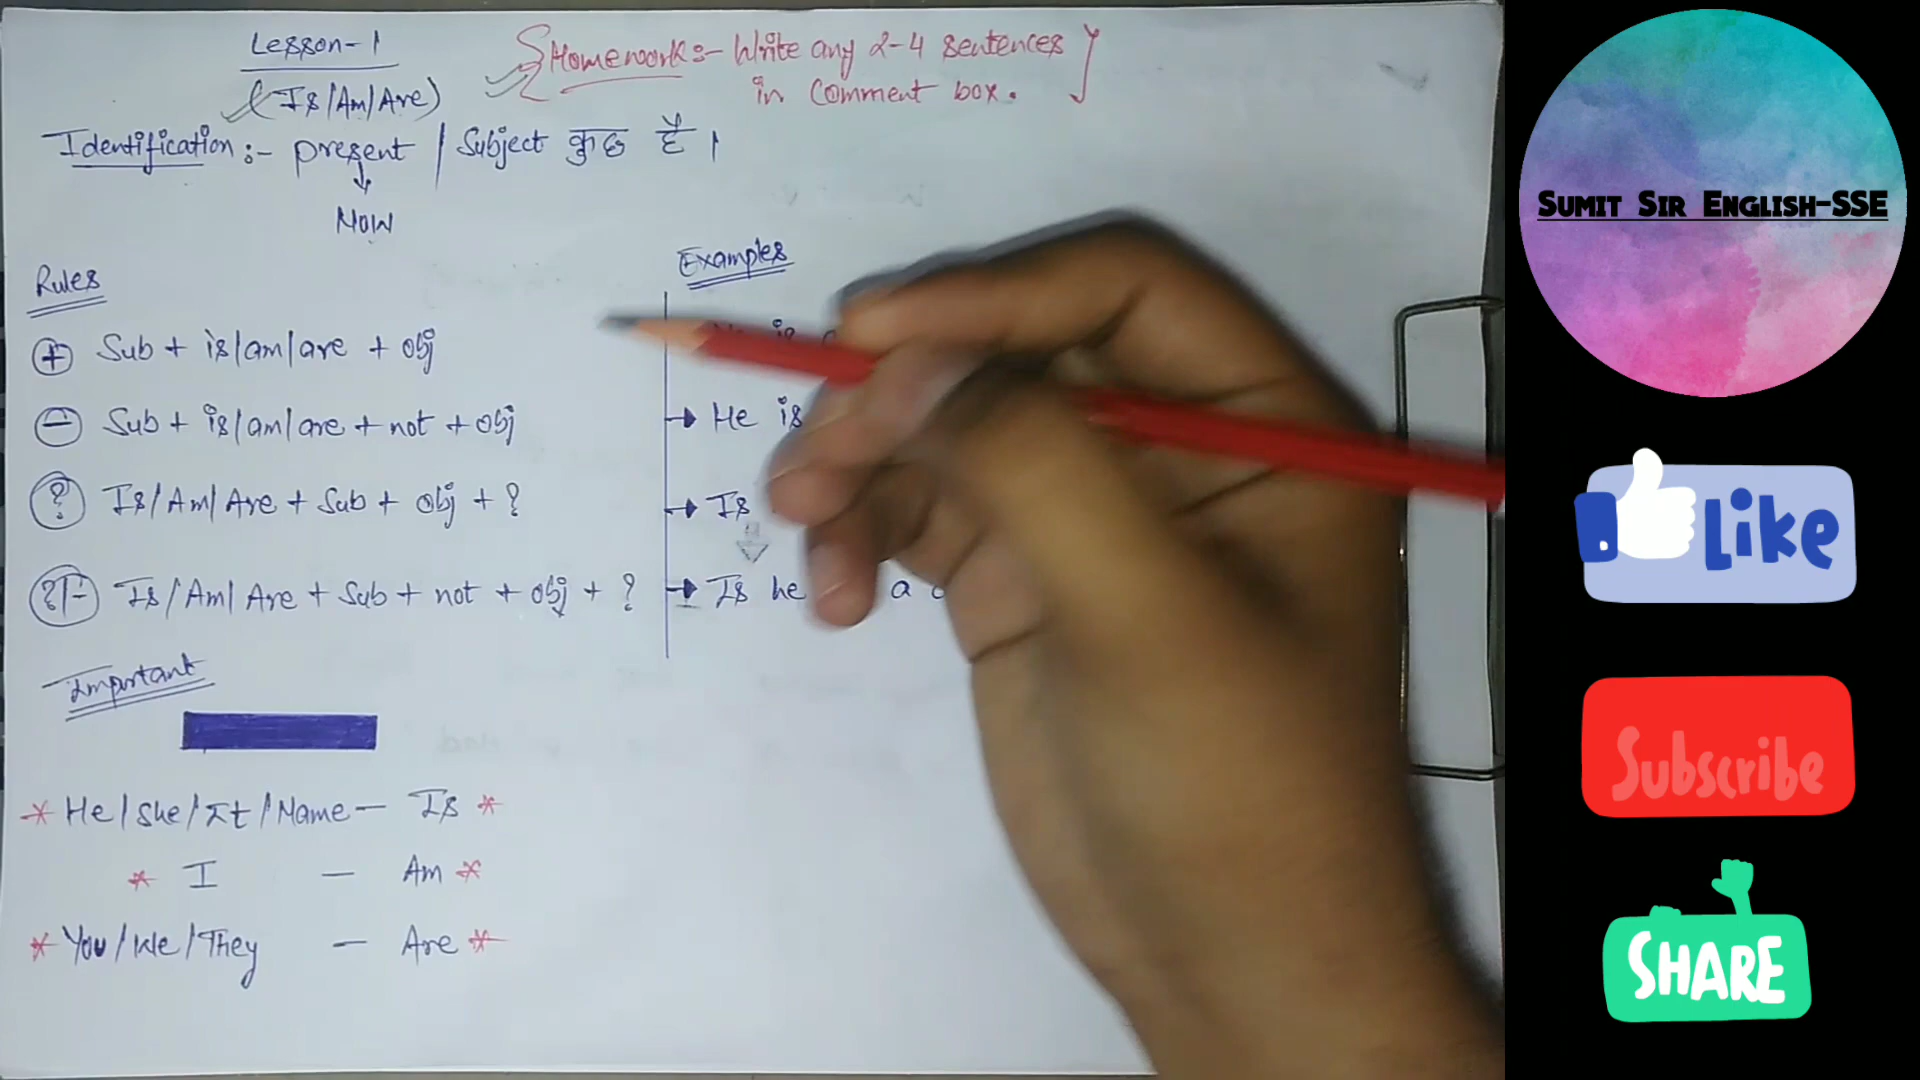 Lesson-1
(Is/Am/Are)
{Homework:- Write any 2-4 sentences
in Comment box.}
Identification:- present / Subject कुछ है।
Now
Rules
+ Sub + is/am/are + obj
- Sub + is/am/are + not + obj
? Is/Am/Are + Sub + obj + ?
?/- Is/Am/Are + Sub + not + obj + ?
Examples
is
→ He is
→ Is
→ Is he a
Important
* He/She/It/Name - Is *
* I - Am *
* You/We/They - Are *
SUMIT SIR ENGLISH-SSE
Like
Subscribe
SHARE